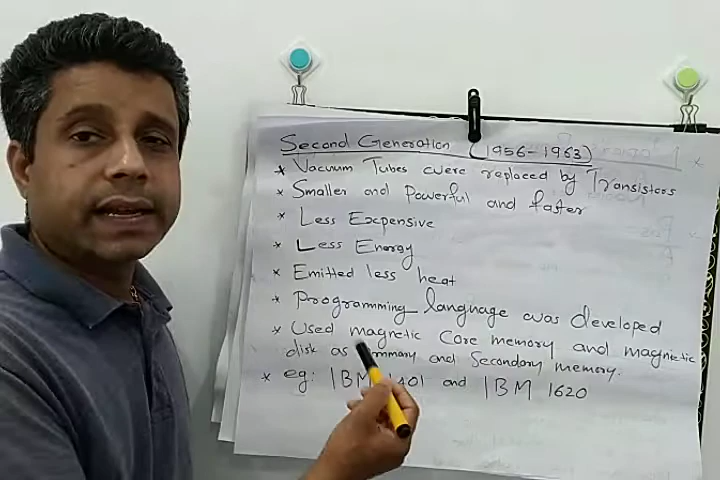 Second Generation (1956-1963)
* Vacuum Tubes were replaced by Transistors
* Smaller and Powerful and faster
* Less Expensive
* Less Energy
* Emitted less heat
* Programming language was developed
* Used magnetic Core memory and magnetic
disk as and Secondary memory.
* eg: IBM 1401 and IBM 1620